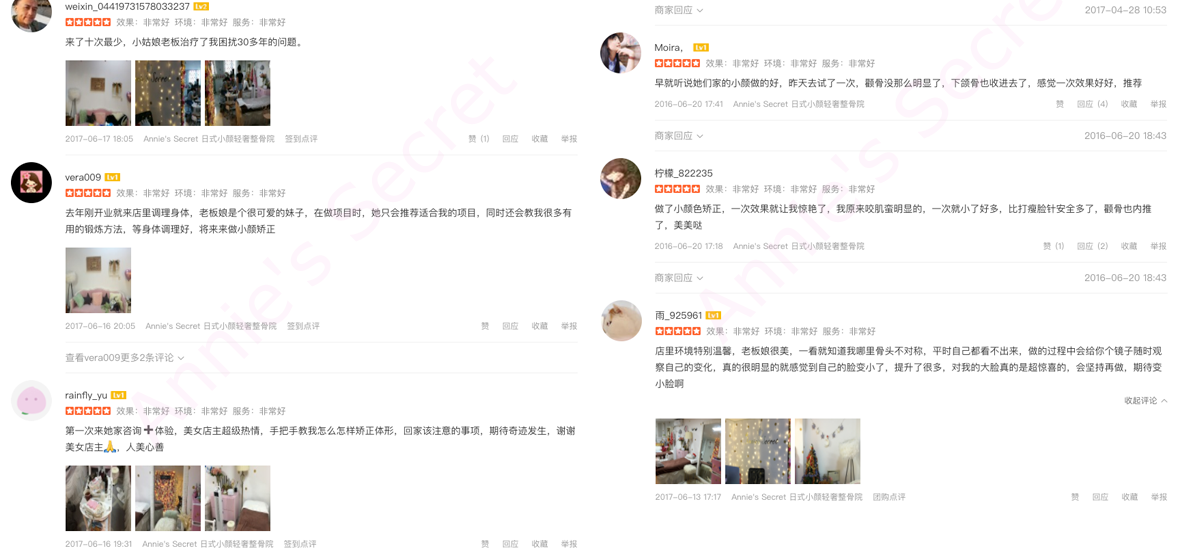 weixin_04419731578033237 Lv2
效果：非常好 环境：非常好 服务：非常好
来了十次最少，小姑娘老板治疗了我困扰30多年的问题。
2017-06-17 18:05 Annie's Secret 日式小颜轻奢整骨院 签到点评 赞 (1) 回应 收藏 举报
vera009 Lv1
效果：非常好 环境：非常好 服务：非常好
去年刚开业就来店里调理身体，老板娘是个很可爱的妹子，在做项目时，她只会推荐适合我的项目，同时还会教我很多有
用的锻炼方法，等身体调理好，将来来做小颜矫正
2017-06-16 20:05 Annie's Secret 日式小颜轻奢整骨院 签到点评 赞 回应 收藏 举报
查看vera009更多2条评论
rainfly_yu Lv1
效果：非常好 环境：非常好 服务：非常好
第一次来她家咨询➕体验，美女店主超级热情，手把手教我怎么怎样矫正体形，回家该注意的事项，期待奇迹发生，谢谢
美女店主🙏，人美心善
2017-06-16 19:31 Annie's Secret 日式小颜轻奢整骨院 签到点评 赞 回应 收藏 举报
商家回应 2017-04-28 10:53
Moira， Lv1
效果：非常好 环境：非常好 服务：非常好
早就听说她们家的小颜做的好，昨天去试了一次，颧骨没那么明显了，下颌骨也收进去了，感觉一次效果好好，推荐
2016-06-20 17:41 Annie's Secret 日式小颜轻奢整骨院 赞 回应 (4) 收藏 举报
商家回应 2016-06-20 18:43
柠檬_822235
效果：非常好 环境：非常好 服务：非常好
做了小颜色矫正，一次效果就让我惊艳了，我原来咬肌蛮明显的，一次就小了好多，比打瘦脸针安全多了，颧骨也内推
了，美美哒
2016-06-20 17:18 Annie's Secret 日式小颜轻奢整骨院 赞 (1) 回应 (2) 收藏 举报
商家回应 2016-06-20 18:43
雨_925961 Lv1
效果：非常好 环境：非常好 服务：非常好
店里环境特别温馨，老板娘很美，一看就知道我哪里骨头不对称，平时自己都看不出来，做的过程中会给你个镜子随时观
察自己的变化，真的很明显的就感觉到自己的脸变小了，提升了很多，对我的大脸真的是超惊喜的，会坚持再做，期待变
小脸啊
收起评论
2017-06-13 17:17 Annie's Secret 日式小颜轻奢整骨院 团购点评 赞 回应 收藏 举报
Annie's Secret
Annie's Secret